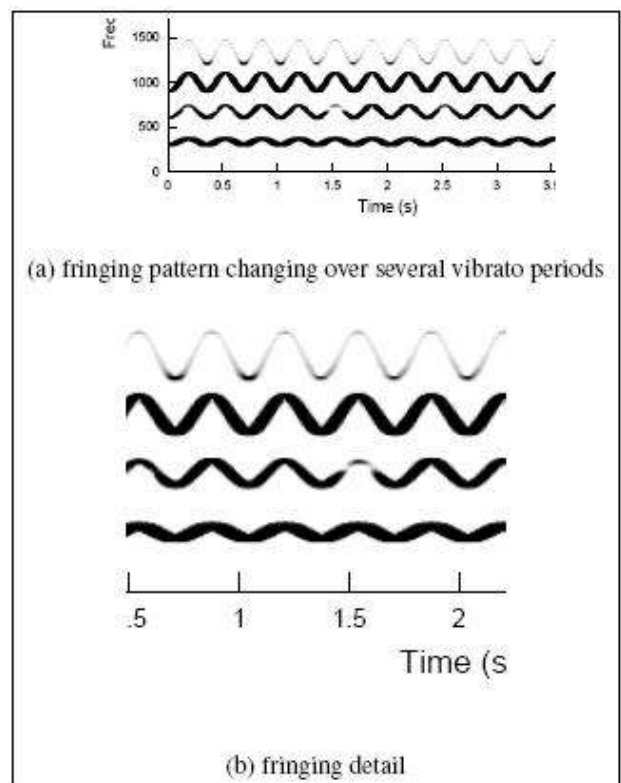 Frec
1500
1000
500
0
0 0.5 1 1.5 2 2.5 3 3.5
Time (s)
(a) fringing pattern changing over several vibrato periods
.5 1 1.5 2
Time (s
(b) fringing detail